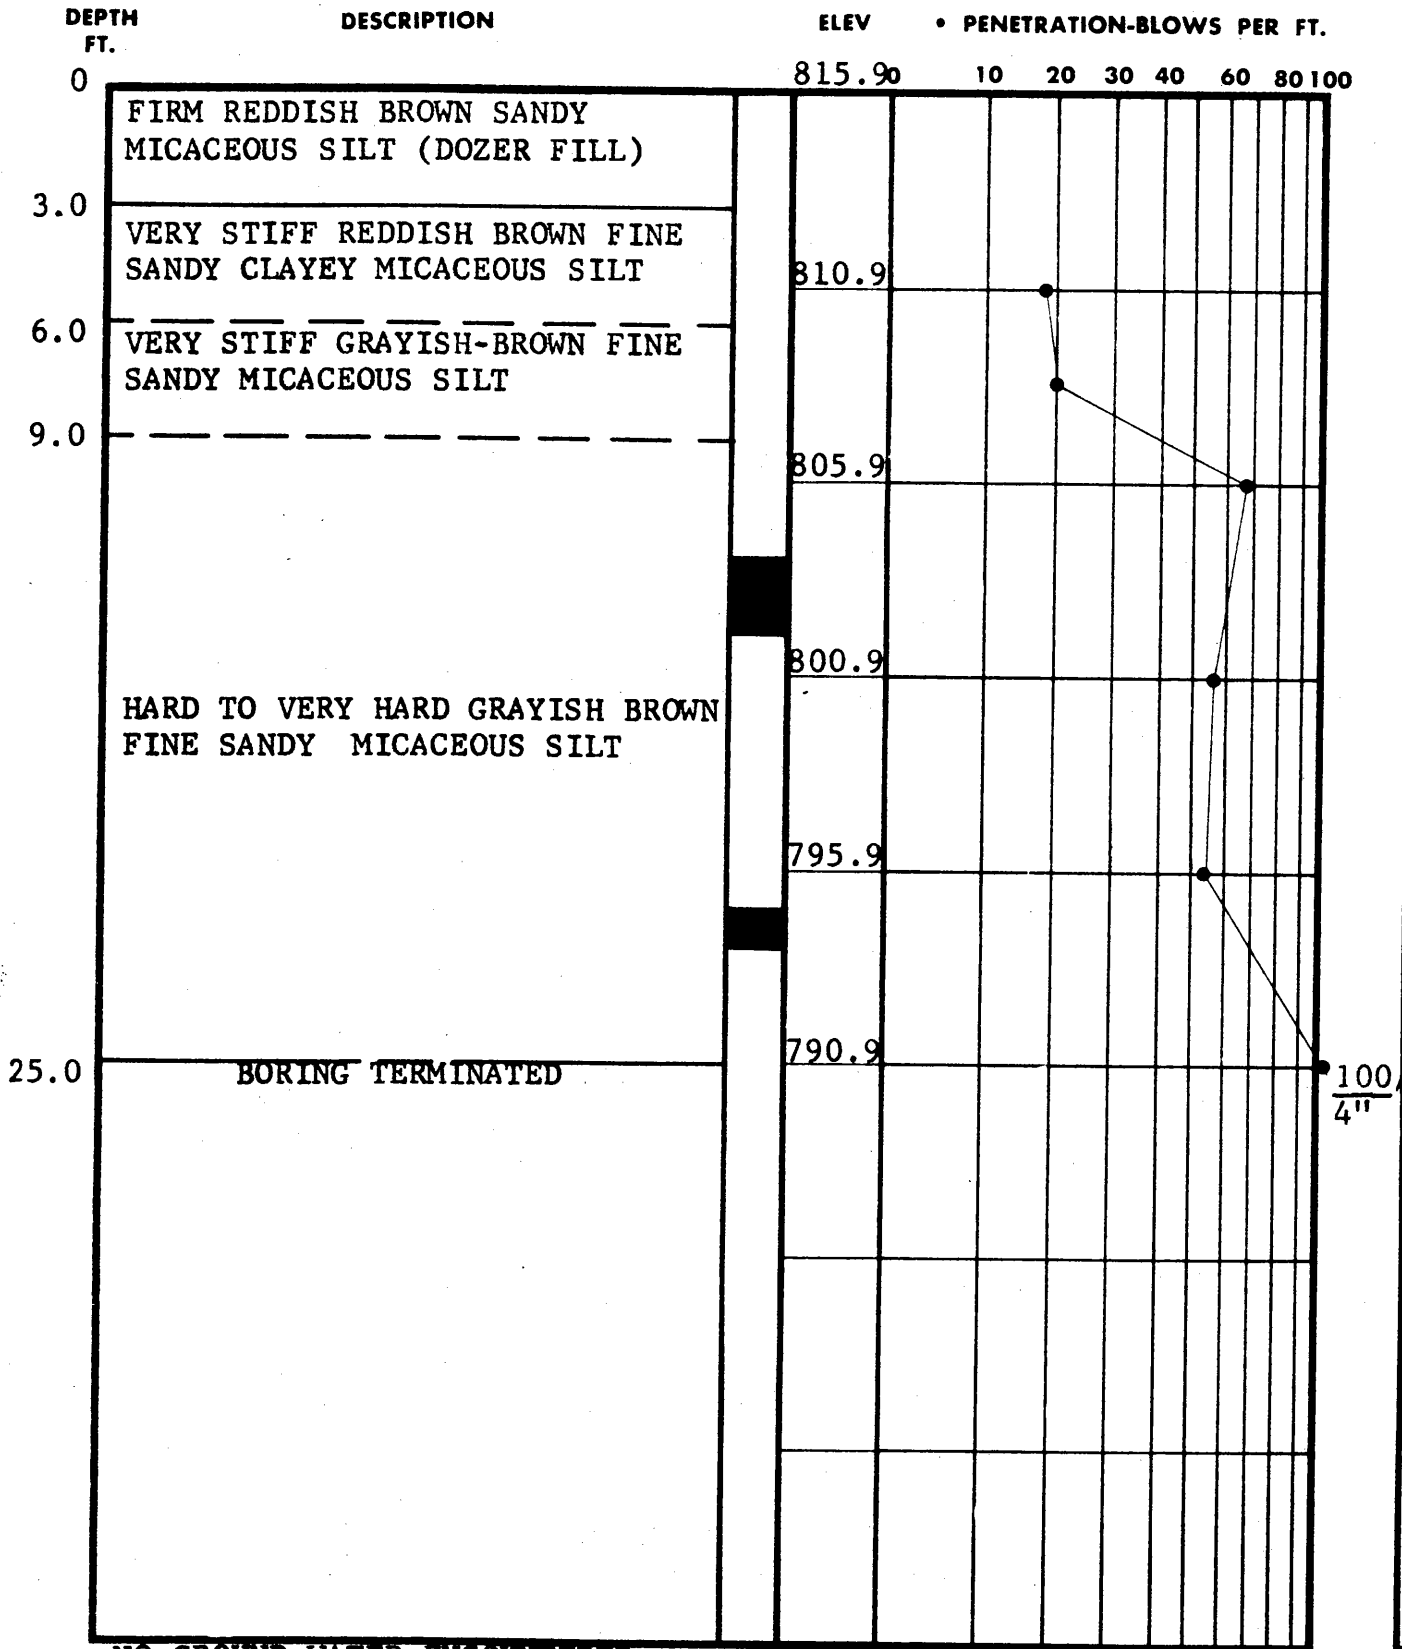 DEPTH FT.
DESCRIPTION
ELEV
• PENETRATION-BLOWS PER FT.
0
815.9
0 10 20 30 40 60 80 100
FIRM REDDISH BROWN SANDY
MICACEOUS SILT (DOZER FILL)
3.0
VERY STIFF REDDISH BROWN FINE
SANDY CLAYEY MICACEOUS SILT
810.9
6.0
VERY STIFF GRAYISH-BROWN FINE
SANDY MICACEOUS SILT
9.0
805.9
800.9
HARD TO VERY HARD GRAYISH BROWN
FINE SANDY MICACEOUS SILT
795.9
790.9
25.0
BORING TERMINATED
100
4"